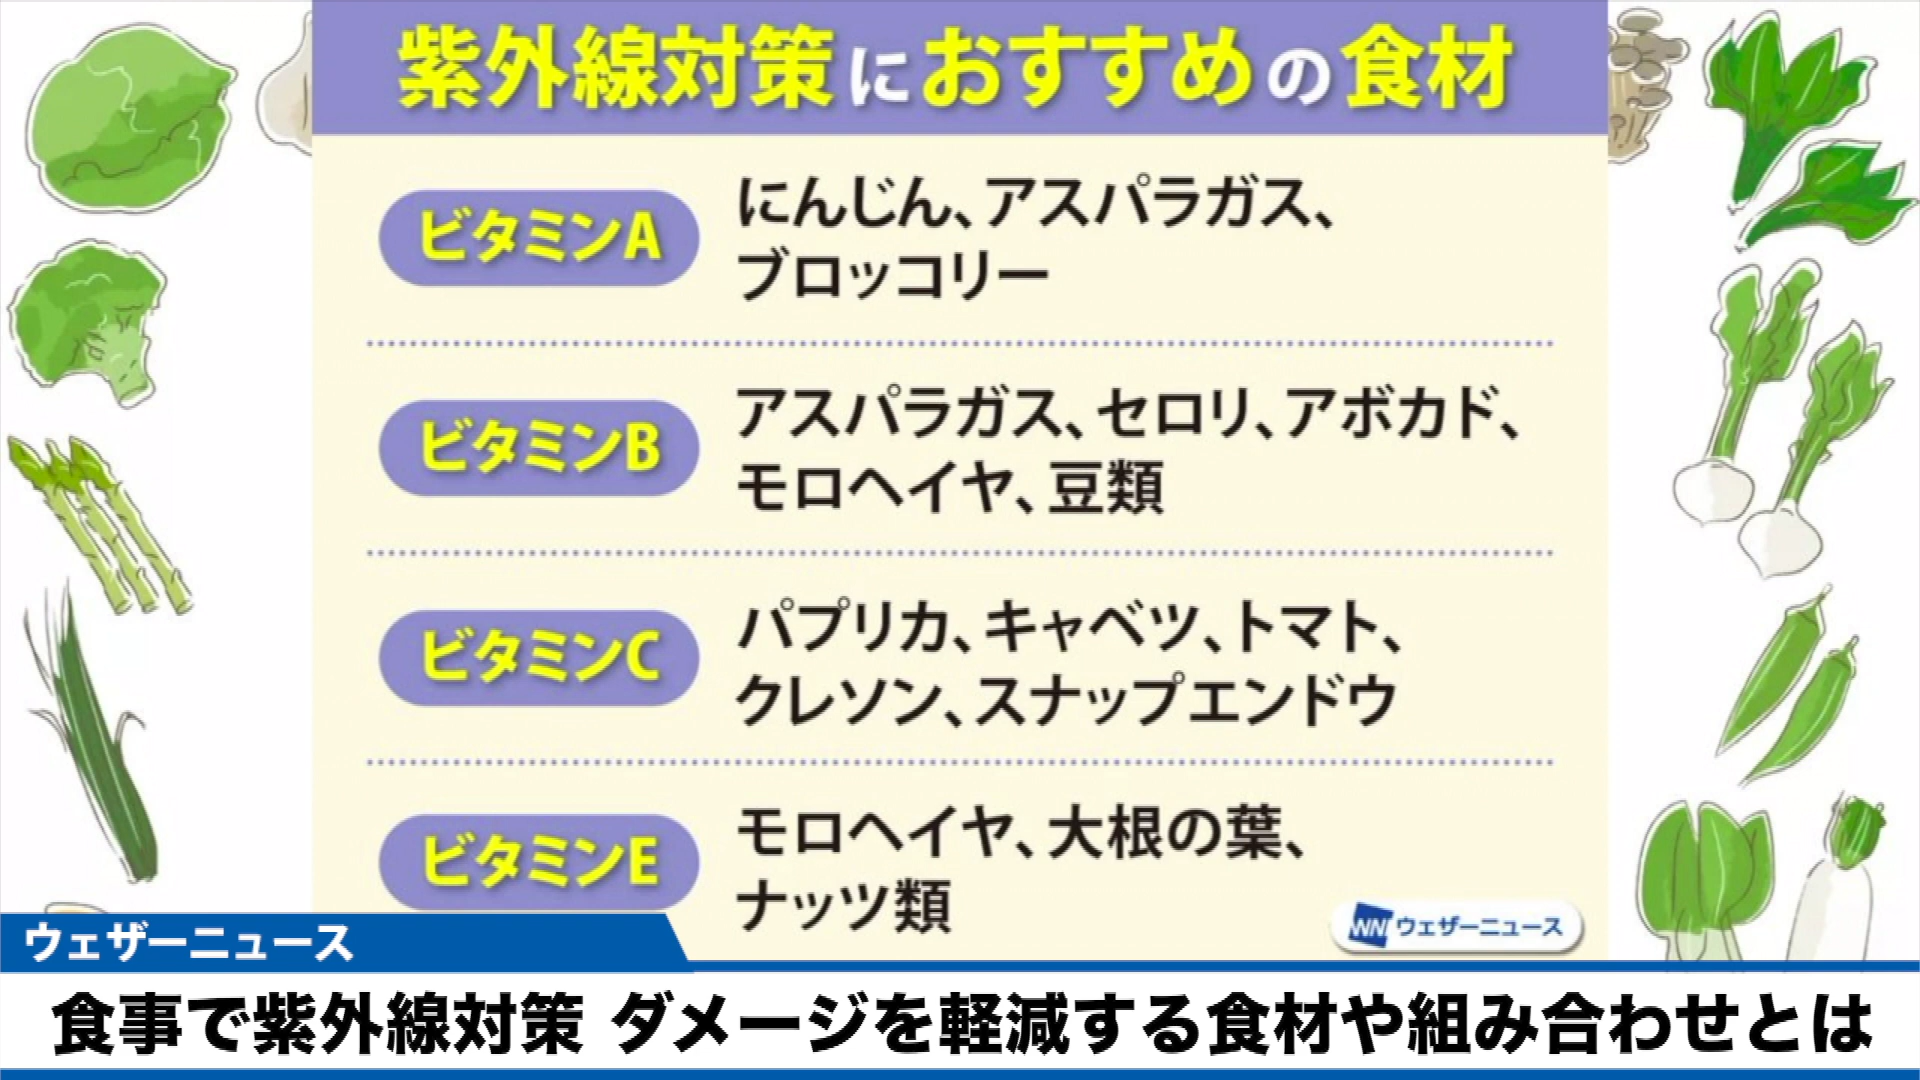 紫外線対策におすすめの食材
ビタミンA
にんじん、アスパラガス、
ブロッコリー
ビタミンB
アスパラガス、セロリ、アボカド、
モロヘイヤ、豆類
ビタミンC
パプリカ、キャベツ、トマト、
クレソン、スナップエンドウ
ビタミンE
モロヘイヤ、大根の葉、
ナッツ類
WN ウェザーニュース
ウェザーニュース
食事で紫外線対策 ダメージを軽減する食材や組み合わせとは